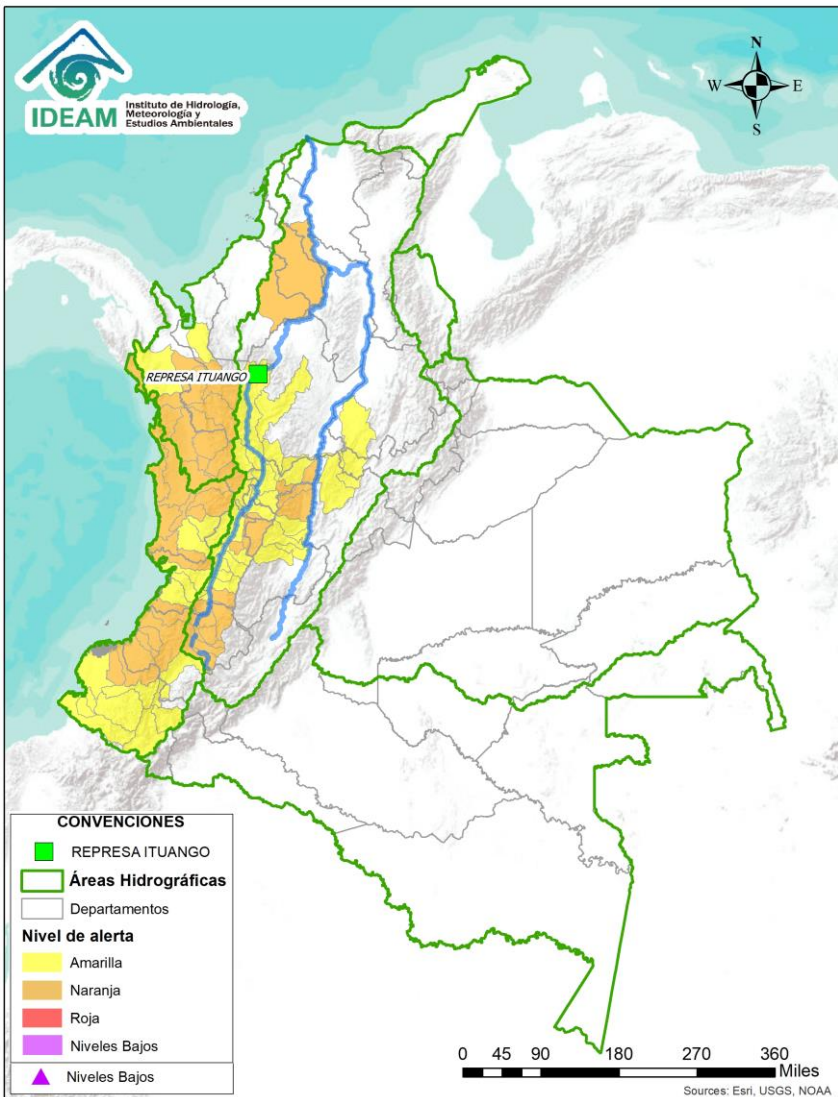 IDEAM
Instituto de Hidrología,
Meteorología y
Estudios Ambientales
N
W
E
S
REPRESA ITUANGO
CONVENCIONES
REPRESA ITUANGO
Áreas Hidrográficas
Departamentos
Nivel de alerta
Amarilla
Naranja
Roja
Niveles Bajos
Niveles Bajos
0 45 90 180 270 360
Miles
Sources: Esri, USGS, NOAA